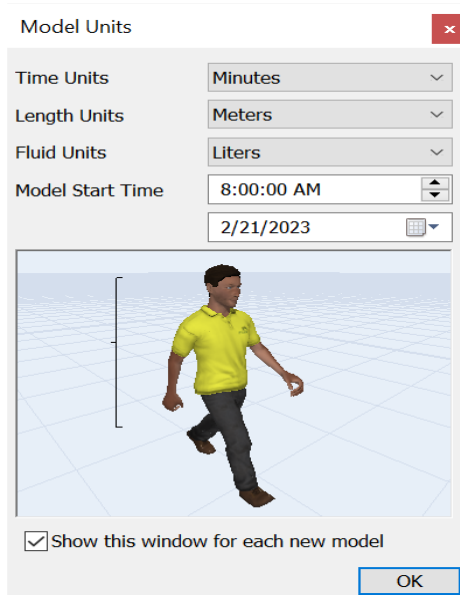 Model Units
Time Units Minutes
Length Units Meters
Fluid Units Liters
Model Start Time 8:00:00 AM
2/21/2023
Show this window for each new model
OK